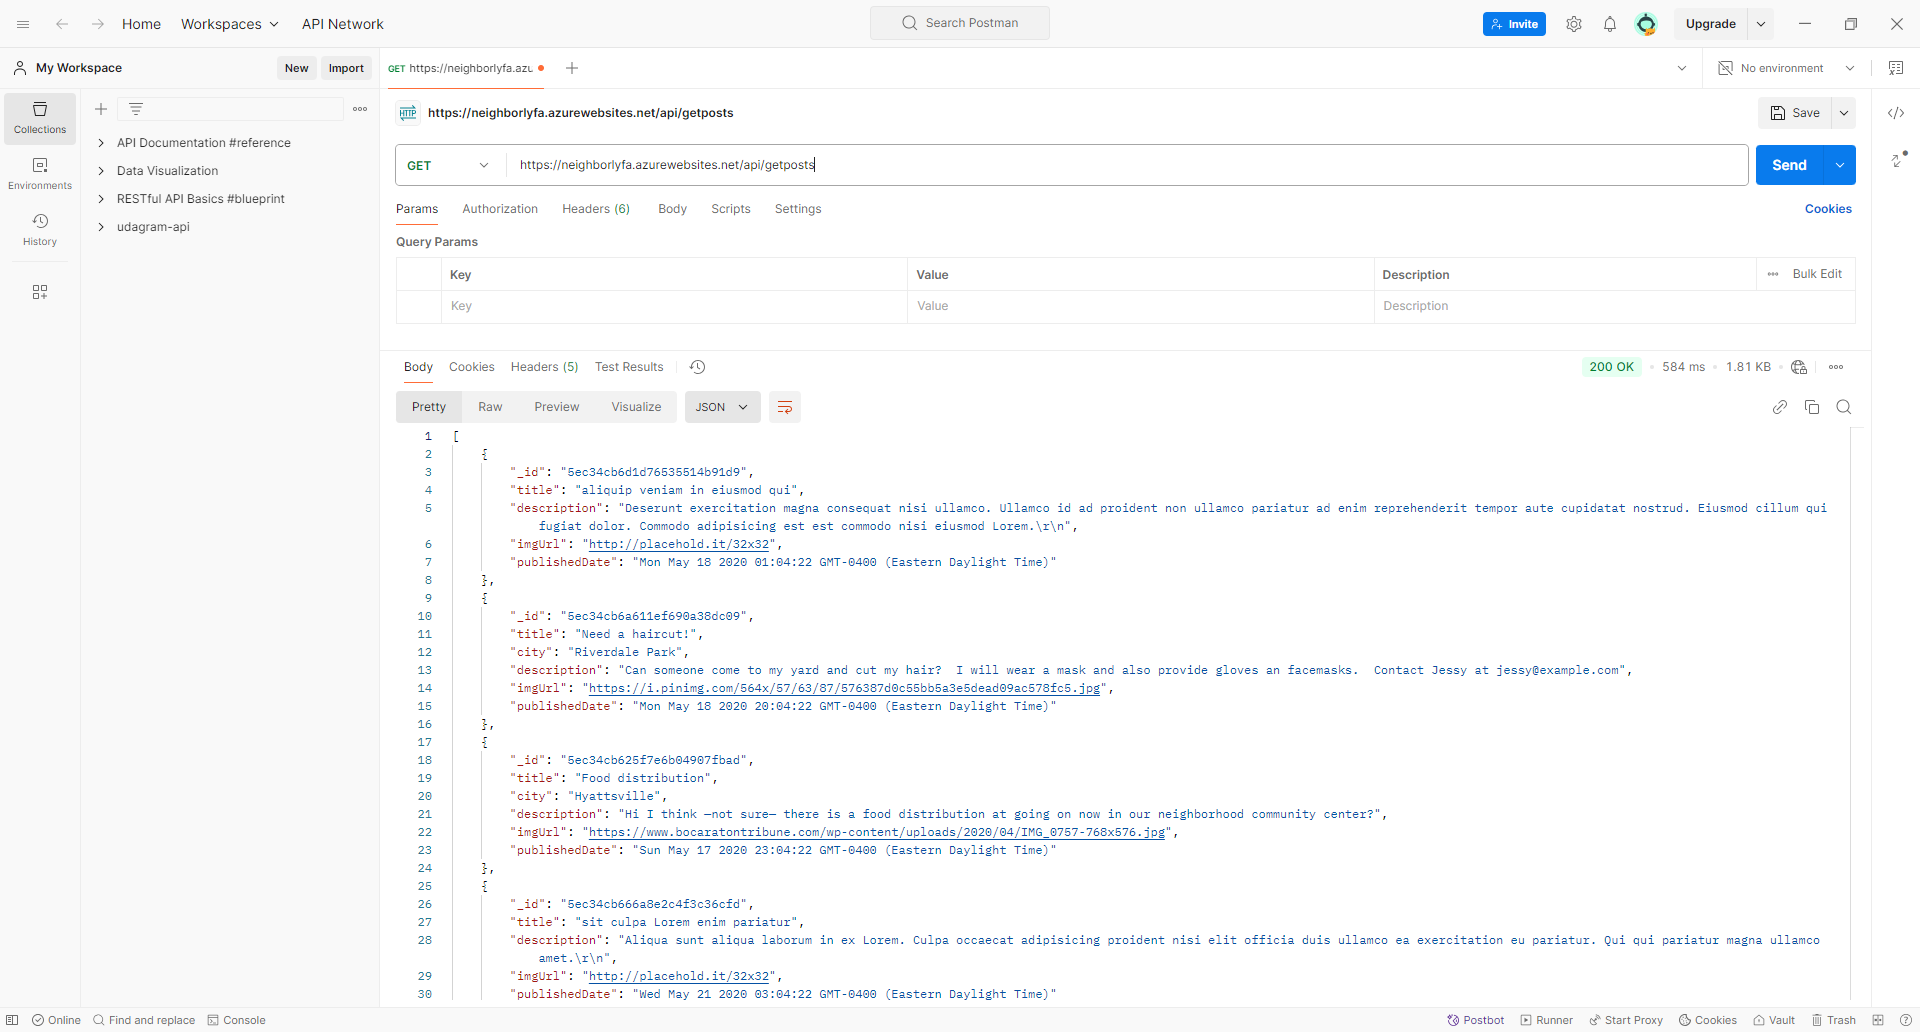 Home Workspaces API Network Search Postman Invite Upgrade
My Workspace New Import GET https://neighborlyfa.azu No environment
Collections
Environments
History
API Documentation #reference
Data Visualization
RESTful API Basics #blueprint
udagram-api
HTTP https://neighborlyfa.azurewebsites.net/api/getposts Save
GET https://neighborlyfa.azurewebsites.net/api/getposts Send
Params Authorization Headers (6) Body Scripts Settings Cookies
Query Params
Key Value Description Bulk Edit
Key Value Description
Body Cookies Headers (5) Test Results 200 OK 584 ms 1.81 KB
Pretty Raw Preview Visualize JSON
1 [
2 {
3 "_id": "5ec34cb6d1d76535514b91d9",
4 "title": "aliquip veniam in eiusmod qui",
5 "description": "Deserunt exercitation magna consequat nisi ullamco. Ullamco id ad proident non ullamco pariatur ad enim reprehenderit tempor aute cupidatat nostrud. Eiusmod cillum qui
fugiat dolor. Commodo adipisicing est est commodo nisi eiusmod Lorem.\r\n",
6 "imgUrl": "http://placehold.it/32x32",
7 "publishedDate": "Mon May 18 2020 01:04:22 GMT-0400 (Eastern Daylight Time)"
8 },
9 {
10 "_id": "5ec34cb6a611ef690a38dc09",
11 "title": "Need a haircut!",
12 "city": "Riverdale Park",
13 "description": "Can someone come to my yard and cut my hair?  I will wear a mask and also provide gloves an facemasks.  Contact Jessy at jessy@example.com",
14 "imgUrl": "https://i.pinimg.com/564x/57/63/87/576387d0c55bb5a3e5dead09ac578fc5.jpg",
15 "publishedDate": "Mon May 18 2020 20:04:22 GMT-0400 (Eastern Daylight Time)"
16 },
17 {
18 "_id": "5ec34cb625f7e6b04907fbad",
19 "title": "Food distribution",
20 "city": "Hyattsville",
21 "description": "Hi I think —not sure— there is a food distribution at going on now in our neighborhood community center?",
22 "imgUrl": "https://www.bocaratontribune.com/wp-content/uploads/2020/04/IMG_0757-768x576.jpg",
23 "publishedDate": "Sun May 17 2020 23:04:22 GMT-0400 (Eastern Daylight Time)"
24 },
25 {
26 "_id": "5ec34cb666a8e2c4f3c36cfd",
27 "title": "sit culpa Lorem enim pariatur",
28 "description": "Aliqua sunt aliqua laborum in ex Lorem. Culpa occaecat adipisicing proident nisi elit officia duis ullamco ea exercitation eu pariatur. Qui qui pariatur magna ullamco
amet.\r\n",
29 "imgUrl": "http://placehold.it/32x32",
30 "publishedDate": "Wed May 21 2020 03:04:22 GMT-0400 (Eastern Daylight Time)"
Online Find and replace Console Postbot Runner Start Proxy Cookies Vault Trash